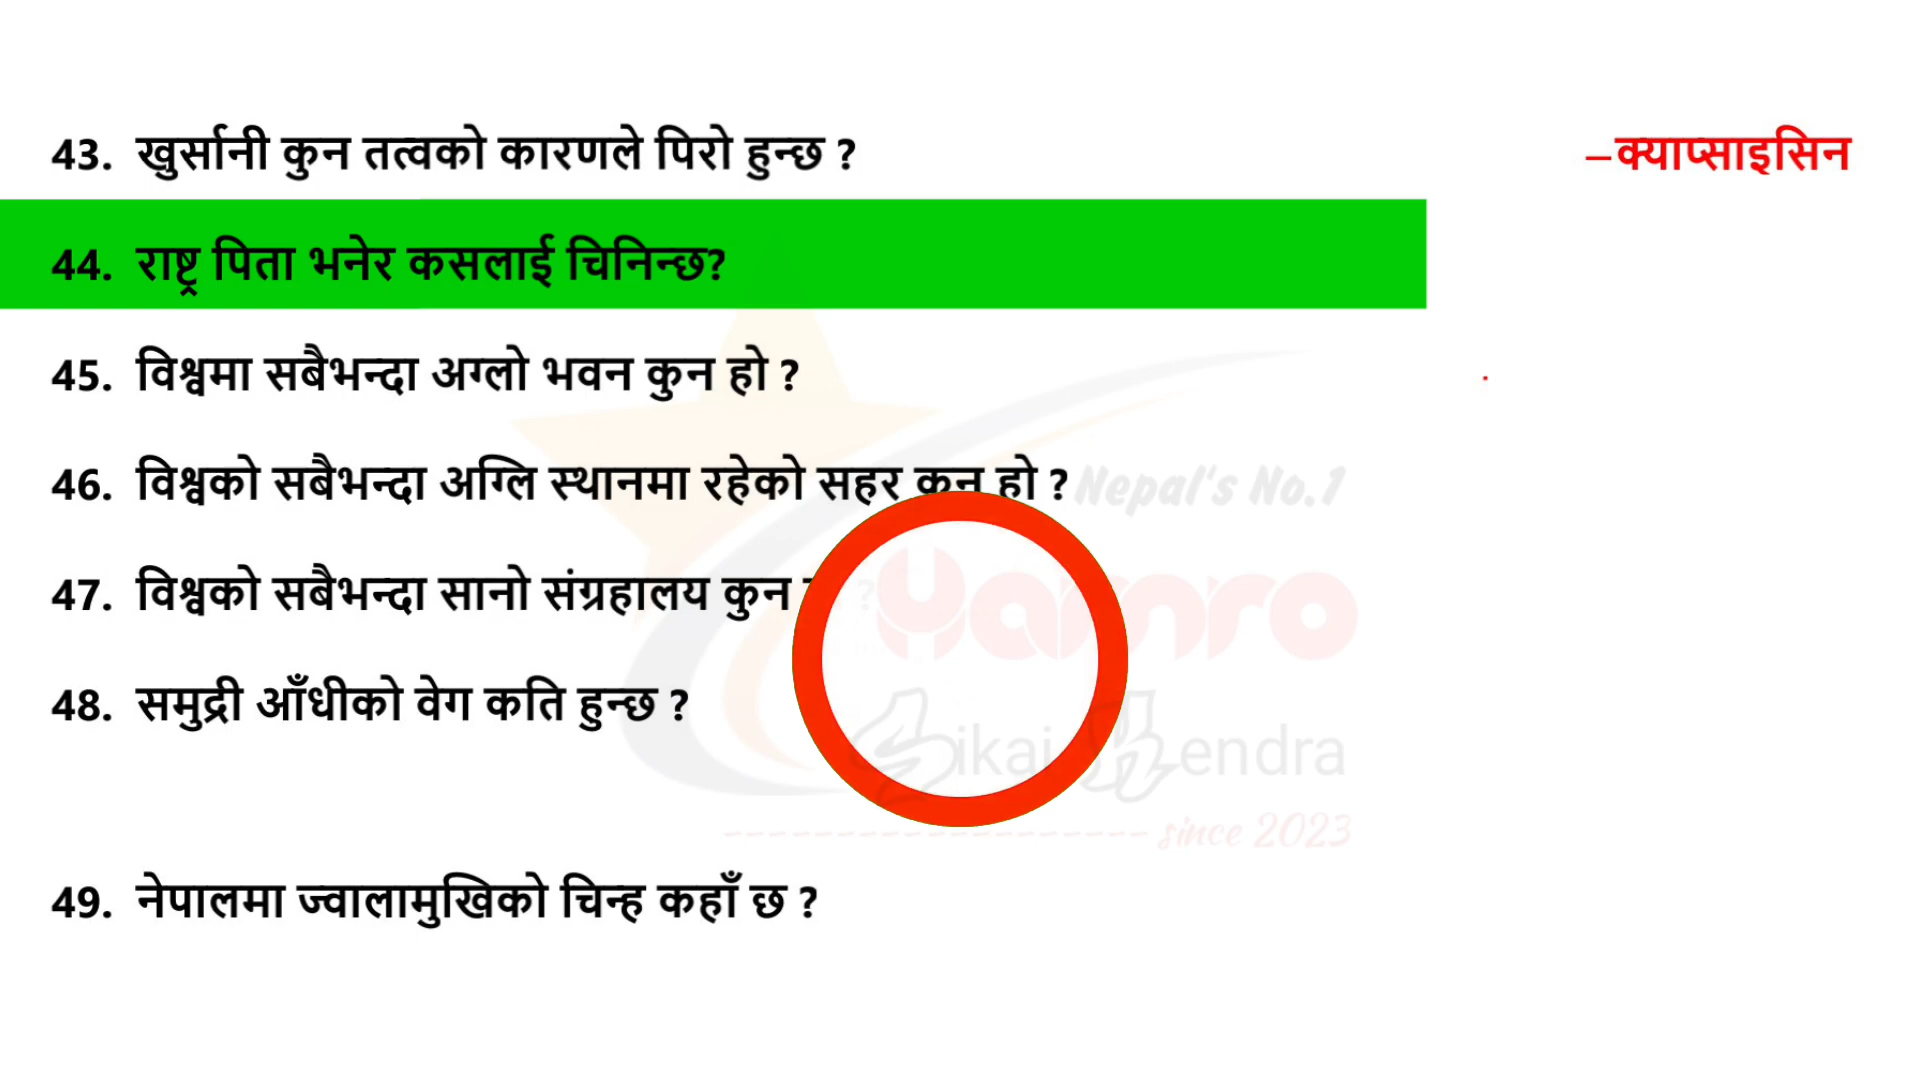 43. खुर्सानी कुन तत्वको कारणले पिरो हुन्छ ? –क्याप्साइसिन
44. राष्ट्र पिता भनेर कसलाई चिनिन्छ?
45. विश्वमा सबैभन्दा अग्लो भवन कुन हो ?
46. विश्वको सबैभन्दा अग्लि स्थानमा रहेको सहर कुन हो ?
Nepal's No.1
47. विश्वको सबैभन्दा सानो संग्रहालय कुन ?
Hamro
48. समुद्री आँधीको वेग कति हुन्छ ?
Sikai Kendra
since 2023
49. नेपालमा ज्वालामुखिको चिन्ह कहाँ छ ?